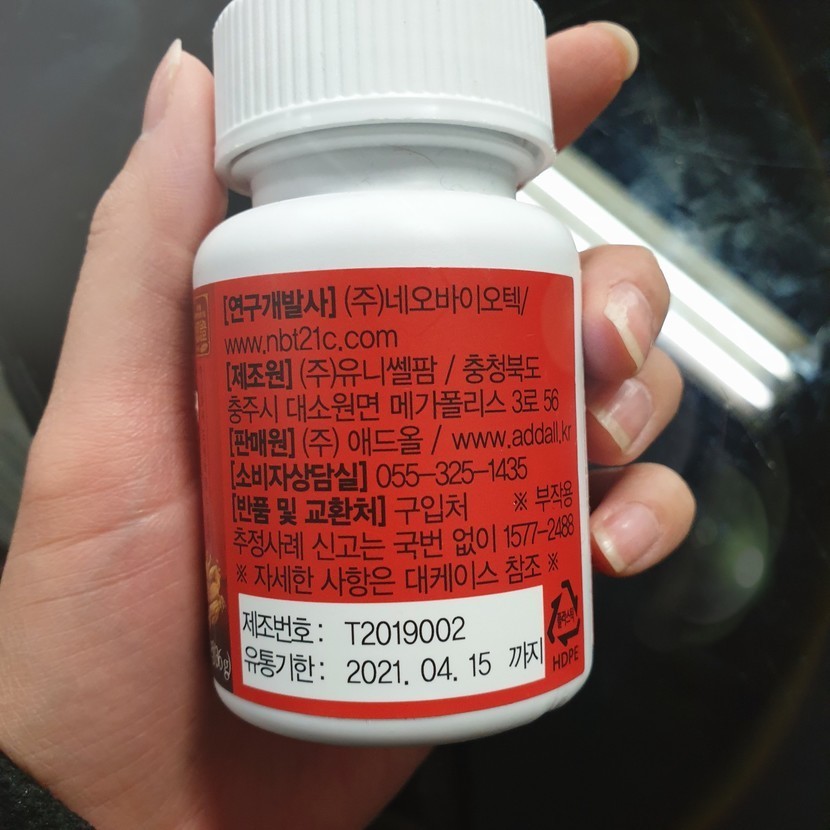 [연구개발사] (주)네오바이오텍/
www.nbt21c.com
[제조원] (주)유니쎌팜 / 충청북도
충주시 대소원면 메가폴리스 3로 56
[판매원] (주) 애드올 / www.addall.kr
[소비자상담실] 055-325-1435
[반품 및 교환처] 구입처 ※ 부작용
추정사례 신고는 국번 없이 1577-2488
※ 자세한 사항은 대케이스 참조 ※
제조번호 : T2019002
유통기한 : 2021. 04. 15 까지
HDPE